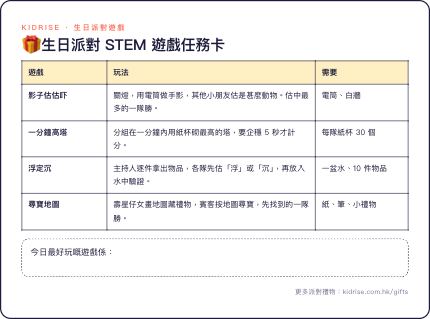 KIDRISE · 生日派對遊戲
🎁生日派對 STEM 遊戲任務卡
遊戲 玩法 需要
影子估估吓 關燈，用電筒做手影，其他小朋友估是甚麼動物。估中最 電筒、白牆
多的一隊勝。
一分鐘高塔 分組在一分鐘內用紙杯砌最高的塔，要企穩 5 秒才計 每隊紙杯 30 個
分。
浮定沉 主持人逐件拿出物品，各隊先估「浮」或「沉」，再放入 一盆水、10 件物品
水中驗證。
尋寶地圖 壽星仔女畫地圖藏禮物，賓客按地圖尋寶，先找到的一隊 紙、筆、小禮物
勝。
今日最好玩嘅遊戲係：
更多派對禮物：kidrise.com.hk/gifts